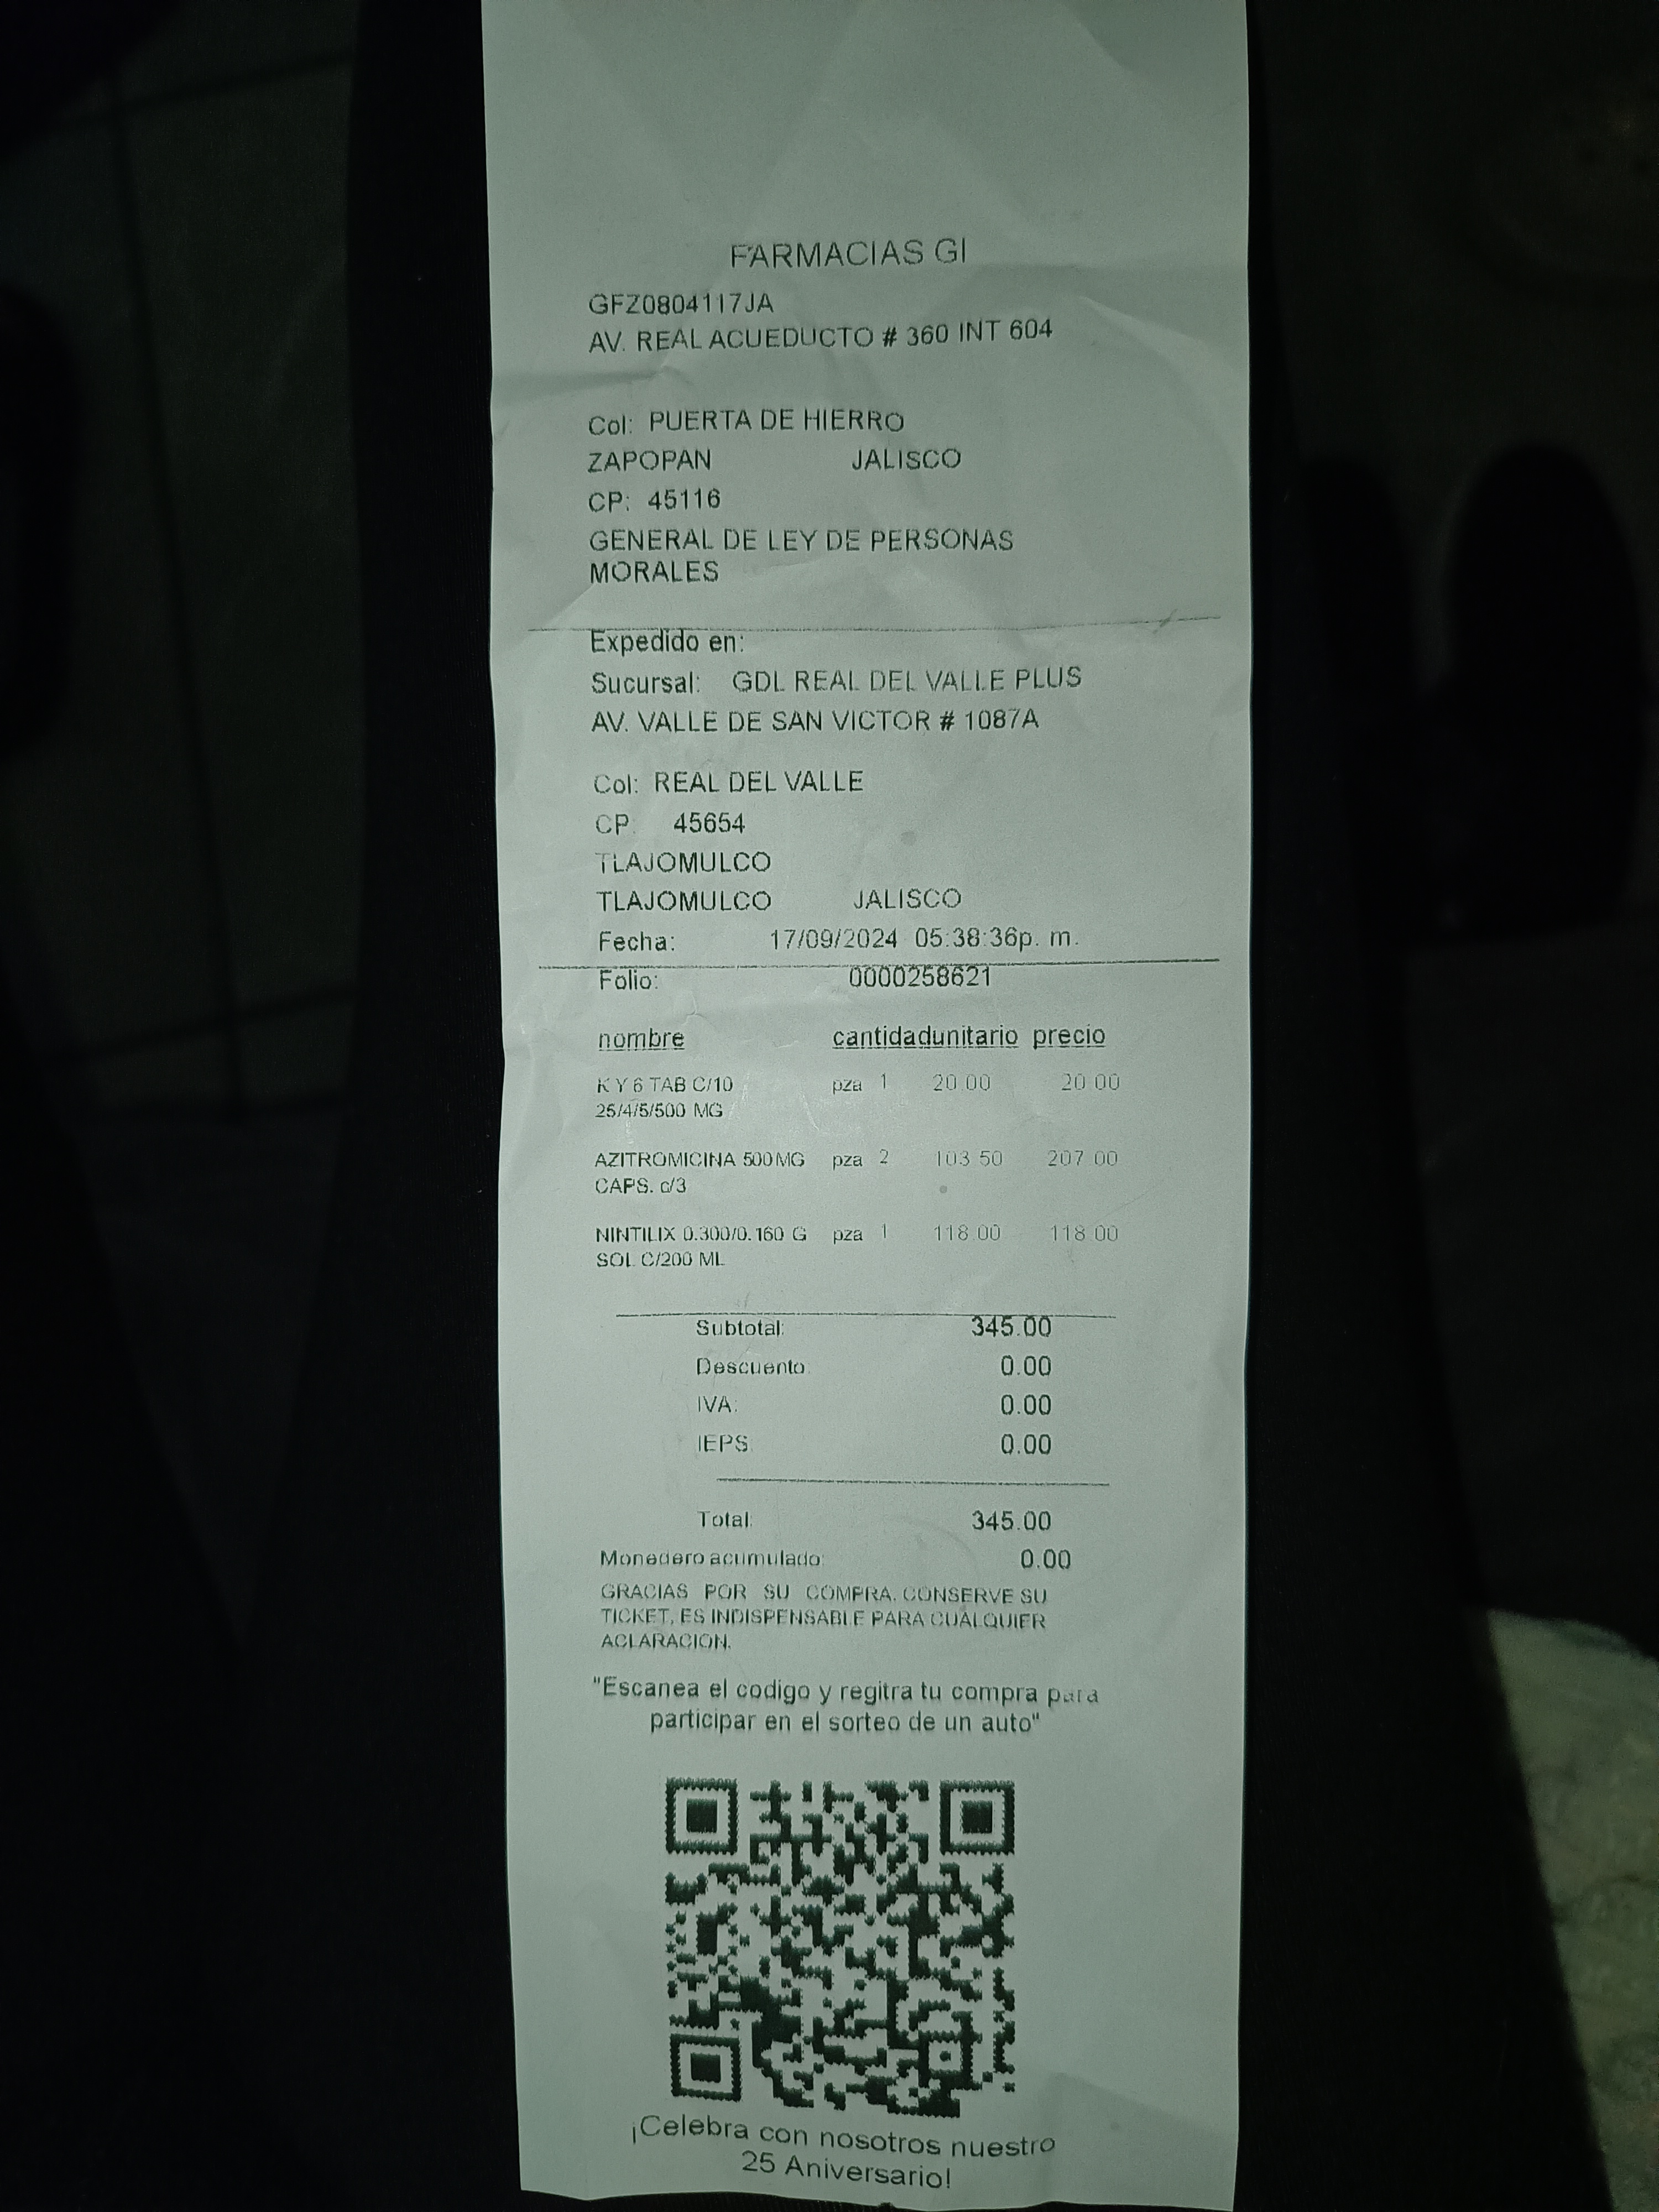 FARMACIAS GI
GFZ0804117JA
AV. REAL ACUEDUCTO # 360 INT 604
Col: PUERTA DE HIERRO
ZAPOPAN JALISCO
CP: 45116
GENERAL DE LEY DE PERSONAS
MORALES
Expedido en:
Sucursal: GDL REAL DEL VALLE PLUS
AV. VALLE DE SAN VICTOR # 1087A
Col: REAL DEL VALLE
CP: 45654
TLAJOMULCO
TLAJOMULCO JALISCO
Fecha: 17/09/2024 05:38:36p. m.
Folio: 0000258621
nombre cantidadunitario precio
K Y 6 TAB C/10 pza 1 20.00 20.00
25/4/5/500 MG
AZITROMICINA 500MG pza 2 103.50 207.00
CAPS. c/3
NINTILIX 0.300/0.160 G pza 1 118.00 118.00
SOL C/200 ML
Subtotal: 345.00
Descuento: 0.00
IVA: 0.00
IEPS 0.00
Total: 345.00
Monedero acumulado: 0.00
GRACIAS POR SU COMPRA. CONSERVE SU
TICKET, ES INDISPENSABLE PARA CUALQUIER
ACLARACION.
"Escanea el codigo y regitra tu compra para
participar en el sorteo de un auto"
¡Celebra con nosotros nuestro
25 Aniversario!